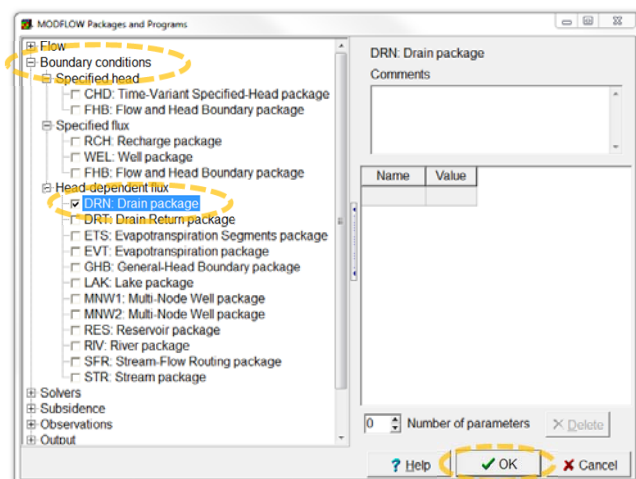 MODFLOW Packages and Programs
Flow
Boundary conditions
Specified head
CHD: Time-Variant Specified-Head package
FHB: Flow and Head Boundary package
Specified flux
RCH: Recharge package
WEL: Well package
FHB: Flow and Head Boundary package
Head-dependent flux
DRN: Drain package
DRT: Drain Return package
ETS: Evapotranspiration Segments package
EVT: Evapotranspiration package
GHB: General-Head Boundary package
LAK: Lake package
MNW1: Multi-Node Well package
MNW2: Multi-Node Well package
RES: Reservoir package
RIV: River package
SFR: Stream-Flow Routing package
STR: Stream package
Solvers
Subsidence
Observations
Output
DRN: Drain package
Comments
Name Value
0 Number of parameters Delete
? Help OK Cancel